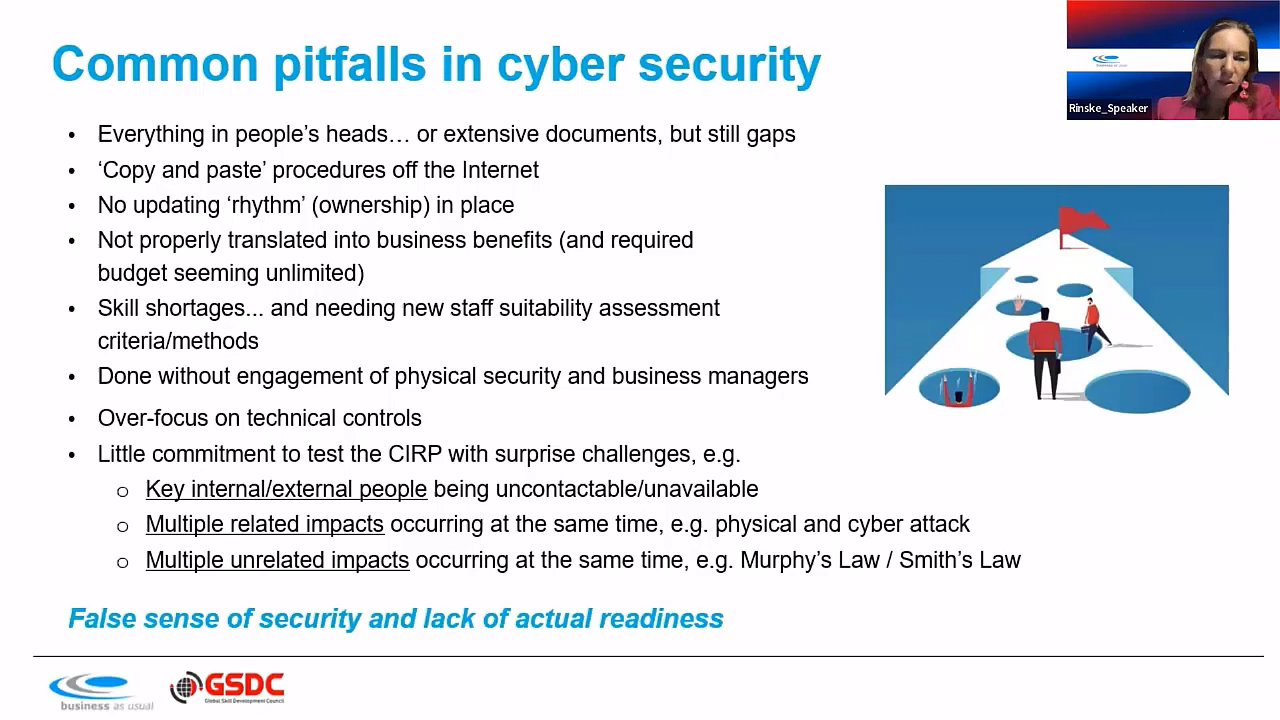 Common pitfalls in cyber security
Rinske_Speaker
• Everything in people’s heads… or extensive documents, but still gaps
• ‘Copy and paste’ procedures off the Internet
• No updating ‘rhythm’ (ownership) in place
• Not properly translated into business benefits (and required
budget seeming unlimited)
• Skill shortages... and needing new staff suitability assessment
criteria/methods
• Done without engagement of physical security and business managers
• Over-focus on technical controls
• Little commitment to test the CIRP with surprise challenges, e.g.
o Key internal/external people being uncontactable/unavailable
o Multiple related impacts occurring at the same time, e.g. physical and cyber attack
o Multiple unrelated impacts occurring at the same time, e.g. Murphy’s Law / Smith’s Law
False sense of security and lack of actual readiness
business as usual
GSDC
Global Skill Development Council